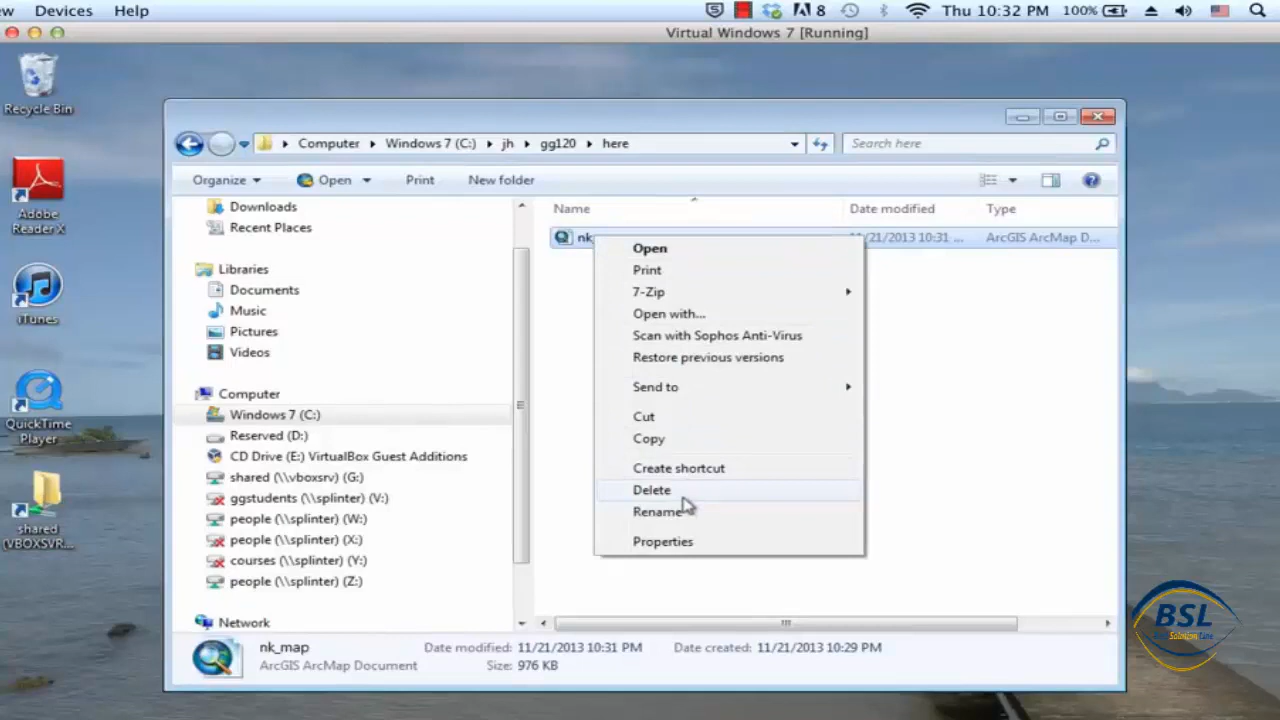 ew Devices Help 8 Thu 10:32 PM 100%
Virtual Windows 7 [Running]
Recycle Bin
Adobe
Reader X
iTunes
QuickTime
Player
shared
(VBOXSVR...
Computer Windows 7 (C:) jh gg120 here
Search here
Organize Open Print New folder
Downloads
Recent Places
Libraries
Documents
Music
Pictures
Videos
Computer
Windows 7 (C:)
Reserved (D:)
CD Drive (E:) VirtualBox Guest Additions
shared (\\vboxsrv) (G:)
ggstudents (\\splinter) (V:)
people (\\splinter) (W:)
people (\\splinter) (X:)
courses (\\splinter) (Y:)
people (\\splinter) (Z:)
Network
Name Date modified Type
nk 11/21/2013 10:31 ... ArcGIS ArcMap D...
Open
Print
7-Zip
Open with...
Scan with Sophos Anti-Virus
Restore previous versions
Send to
Cut
Copy
Create shortcut
Delete
Rename
Properties
nk_map Date modified: 11/21/2013 10:31 PM Date created: 11/21/2013 10:29 PM
ArcGIS ArcMap Document Size: 976 KB
BSL
Solution